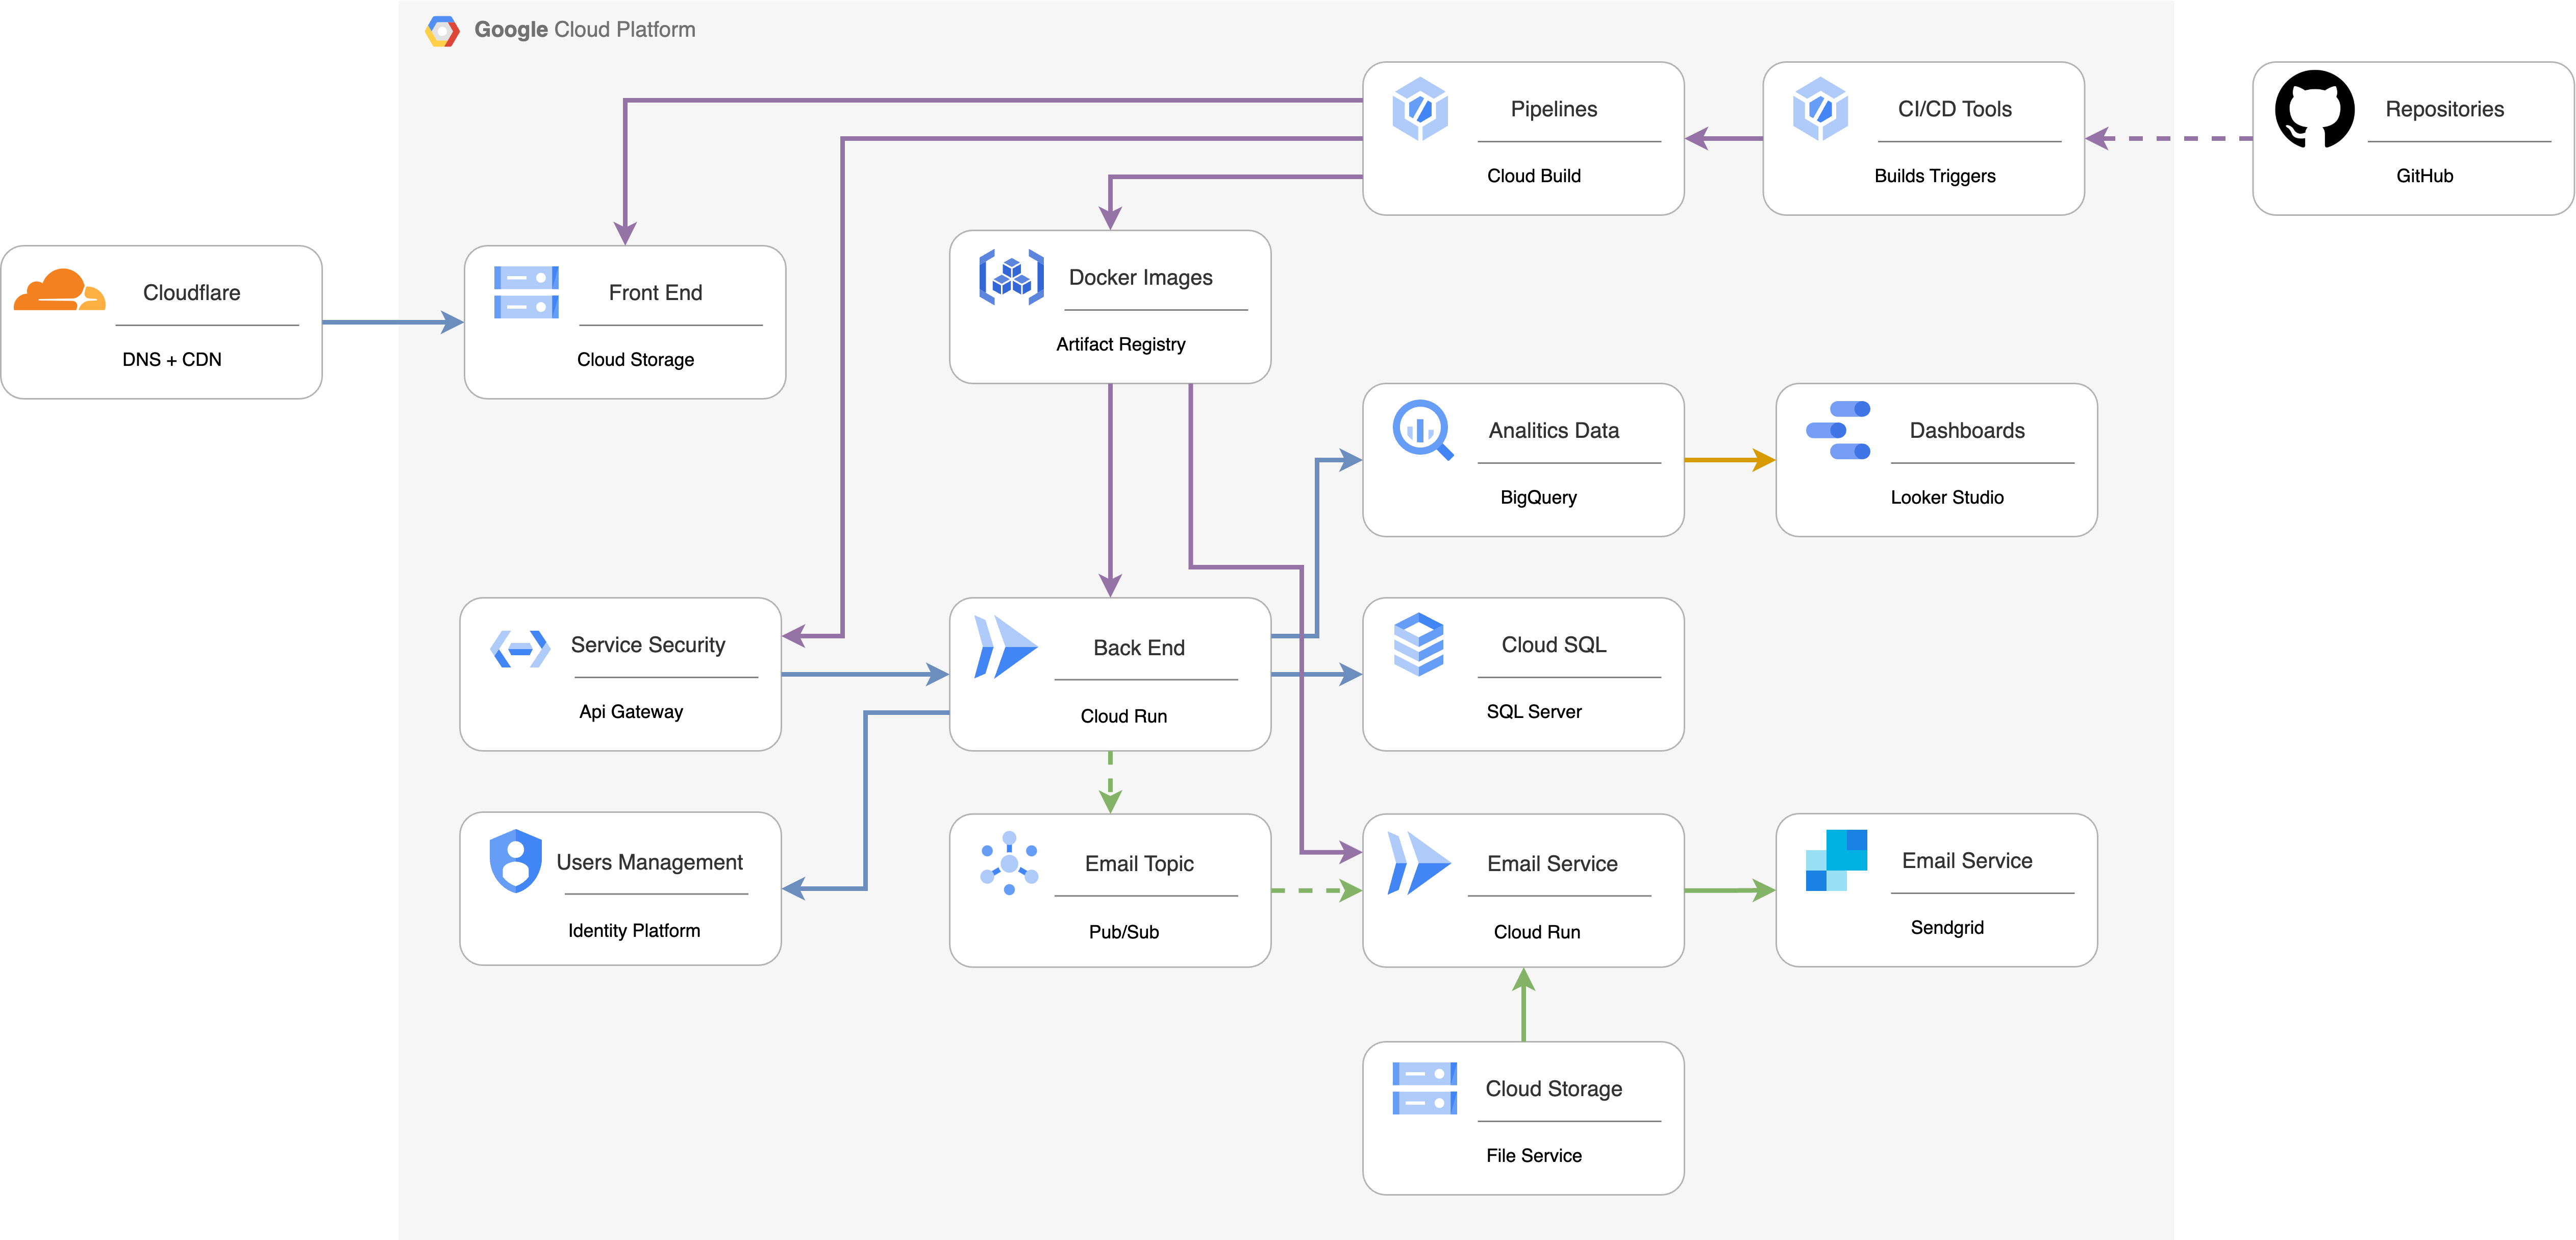 Google Cloud Platform
Pipelines
Cloud Build
CI/CD Tools
Builds Triggers
Repositories
GitHub
Cloudflare
DNS + CDN
Front End
Cloud Storage
Docker Images
Artifact Registry
Analitics Data
BigQuery
Dashboards
Looker Studio
Service Security
Api Gateway
Back End
Cloud Run
Cloud SQL
SQL Server
Users Management
Identity Platform
Email Topic
Pub/Sub
Email Service
Cloud Run
Email Service
Sendgrid
Cloud Storage
File Service